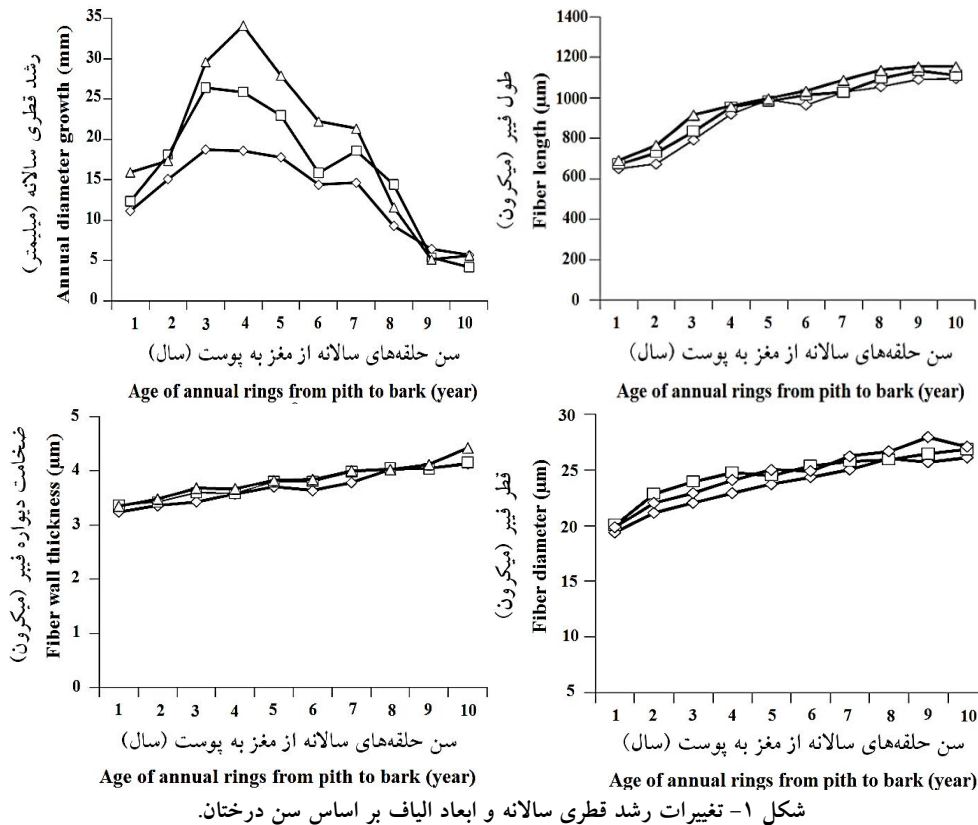 رشد قطری سالانه (میلیمتر)
Annual diameter growth (mm)
35
30
25
20
15
10
5
0
1 2 3 4 5 6 7 8 9 10
سن حلقه‌های سالانه از مغز به پوست (سال)
Age of annual rings from pith to bark (year)
طول فیبر (میکرون)
Fiber length (µm)
1400
1200
1000
800
600
400
200
0
1 2 3 4 5 6 7 8 9 10
سن حلقه‌های سالانه از مغز به پوست (سال)
Age of annual rings from pith to bark (year)
ضخامت دیواره فیبر (میکرون)
Fiber wall thickness (µm)
5
4
3
2
1
0
1 2 3 4 5 6 7 8 9 10
سن حلقه‌های سالانه از مغز به پوست (سال)
Age of annual rings from pith to bark (year)
قطر فیبر (میکرون)
Fiber diameter (µm)
30
25
20
15
10
5
1 2 3 4 5 6 7 8 9 10
سن حلقه‌های سالانه از مغز به پوست (سال)
Age of annual rings from pith to bark (year)
شکل ۱- تغییرات رشد قطری سالانه و ابعاد الیاف بر اساس سن درختان.